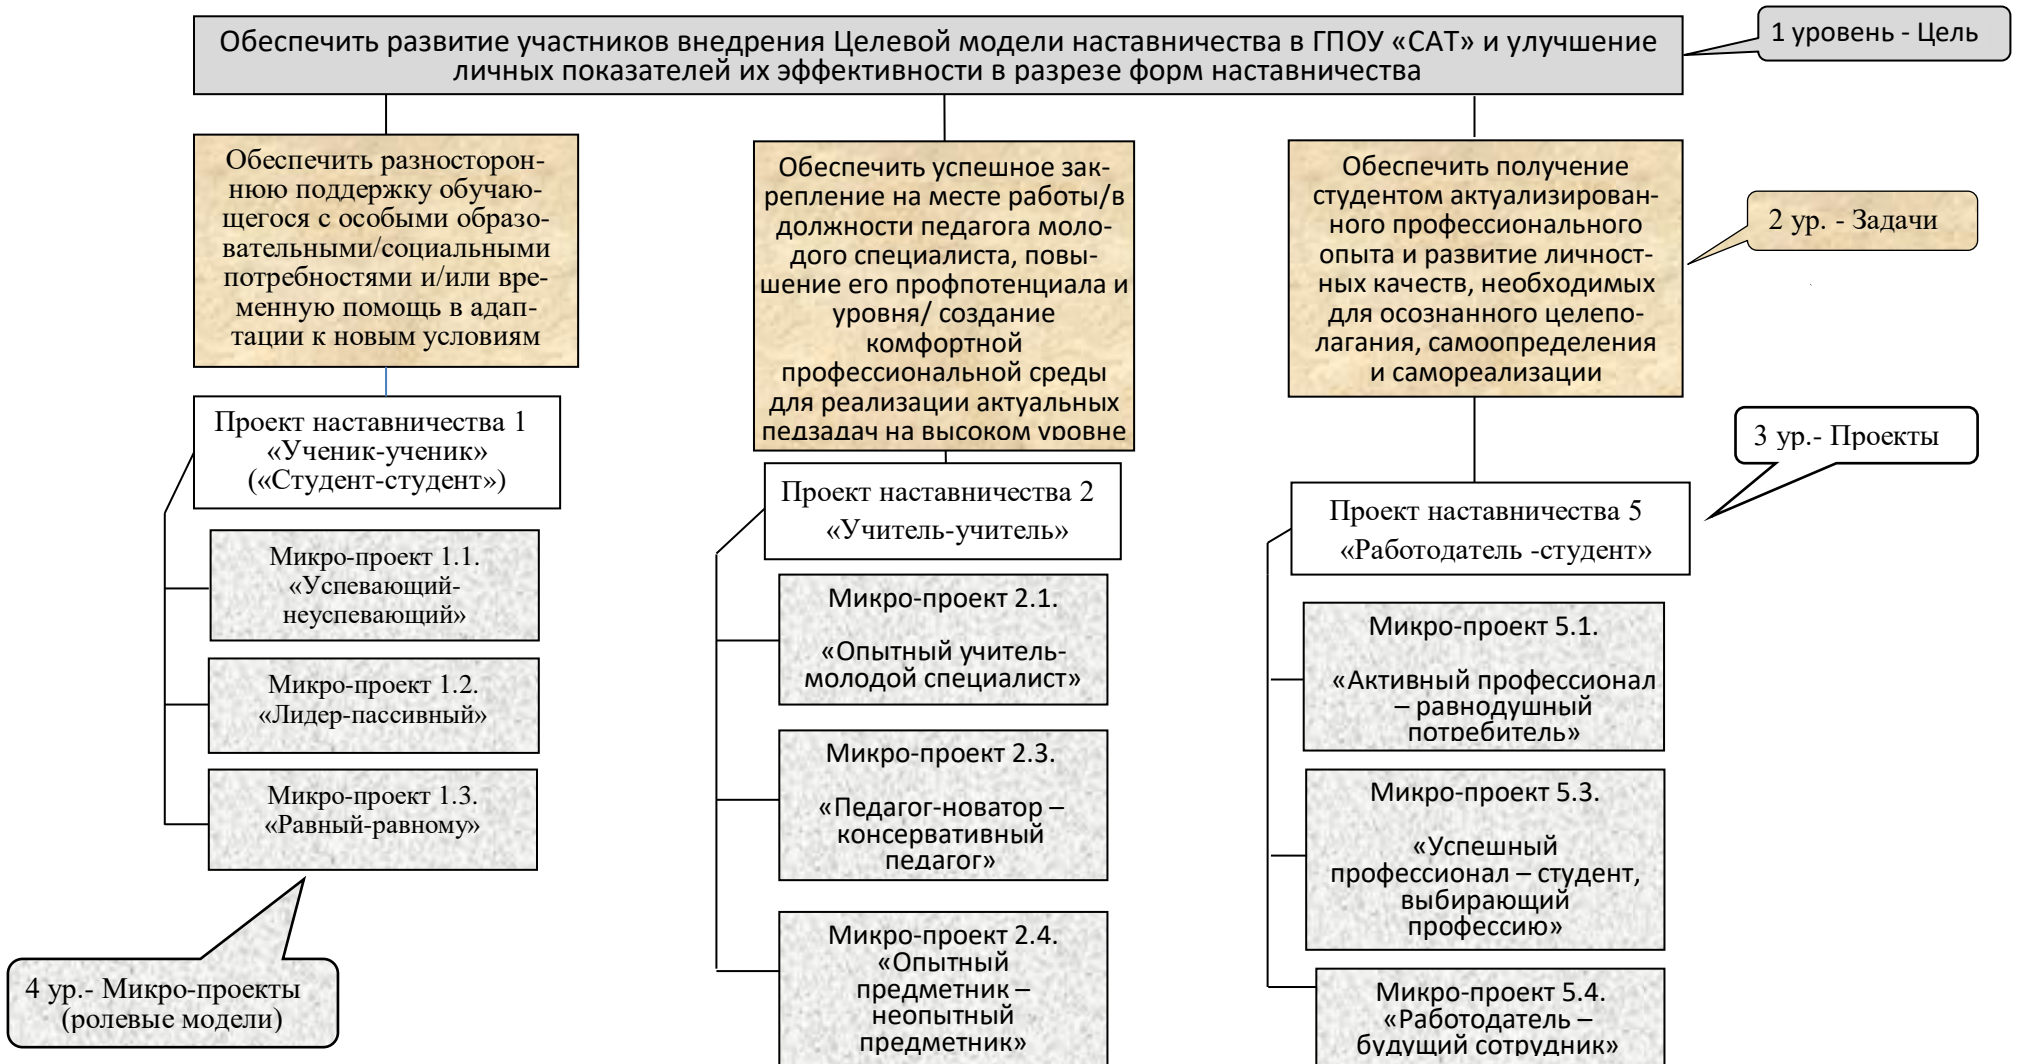 Обеспечить развитие участников внедрения Целевой модели наставничества в ГПОУ «САТ» и улучшение
личных показателей их эффективности в разрезе форм наставничества
1 уровень - Цель
Обеспечить разносторон-
нюю поддержку обучаю-
щегося с особыми образо-
вательными/социальными
потребностями и/или вре-
менную помощь в адап-
тации к новым условиям
Обеспечить успешное зак-
репление на месте работы/в
должности педагога моло-
дого специалиста, повы-
шение его профпотенциала и
уровня/ создание
комфортной
профессиональной среды
для реализации актуальных
педзадач на высоком уровне
Обеспечить получение
студентом актуализирован-
ного профессионального
опыта и развитие личност-
ных качеств, необходимых
для осознанного целепо-
лагания, самоопределения
и самореализации
2 ур. - Задачи
Проект наставничества 1
«Ученик-ученик»
(«Студент-студент»)
Проект наставничества 2
«Учитель-учитель»
Проект наставничества 5
«Работодатель -студент»
3 ур.- Проекты
Микро-проект 1.1.
«Успевающий-
неуспевающий»
Микро-проект 1.2.
«Лидер-пассивный»
Микро-проект 1.3.
«Равный-равному»
Микро-проект 2.1.
«Опытный учитель-
молодой специалист»
Микро-проект 2.3.
«Педагог-новатор –
консервативный
педагог»
Микро-проект 2.4.
«Опытный
предметник –
неопытный
предметник»
Микро-проект 5.1.
«Активный профессионал
– равнодушный
потребитель»
Микро-проект 5.3.
«Успешный
профессионал – студент,
выбирающий
профессию»
Микро-проект 5.4.
«Работодатель –
будущий сотрудник»
4 ур.- Микро-проекты
(ролевые модели)